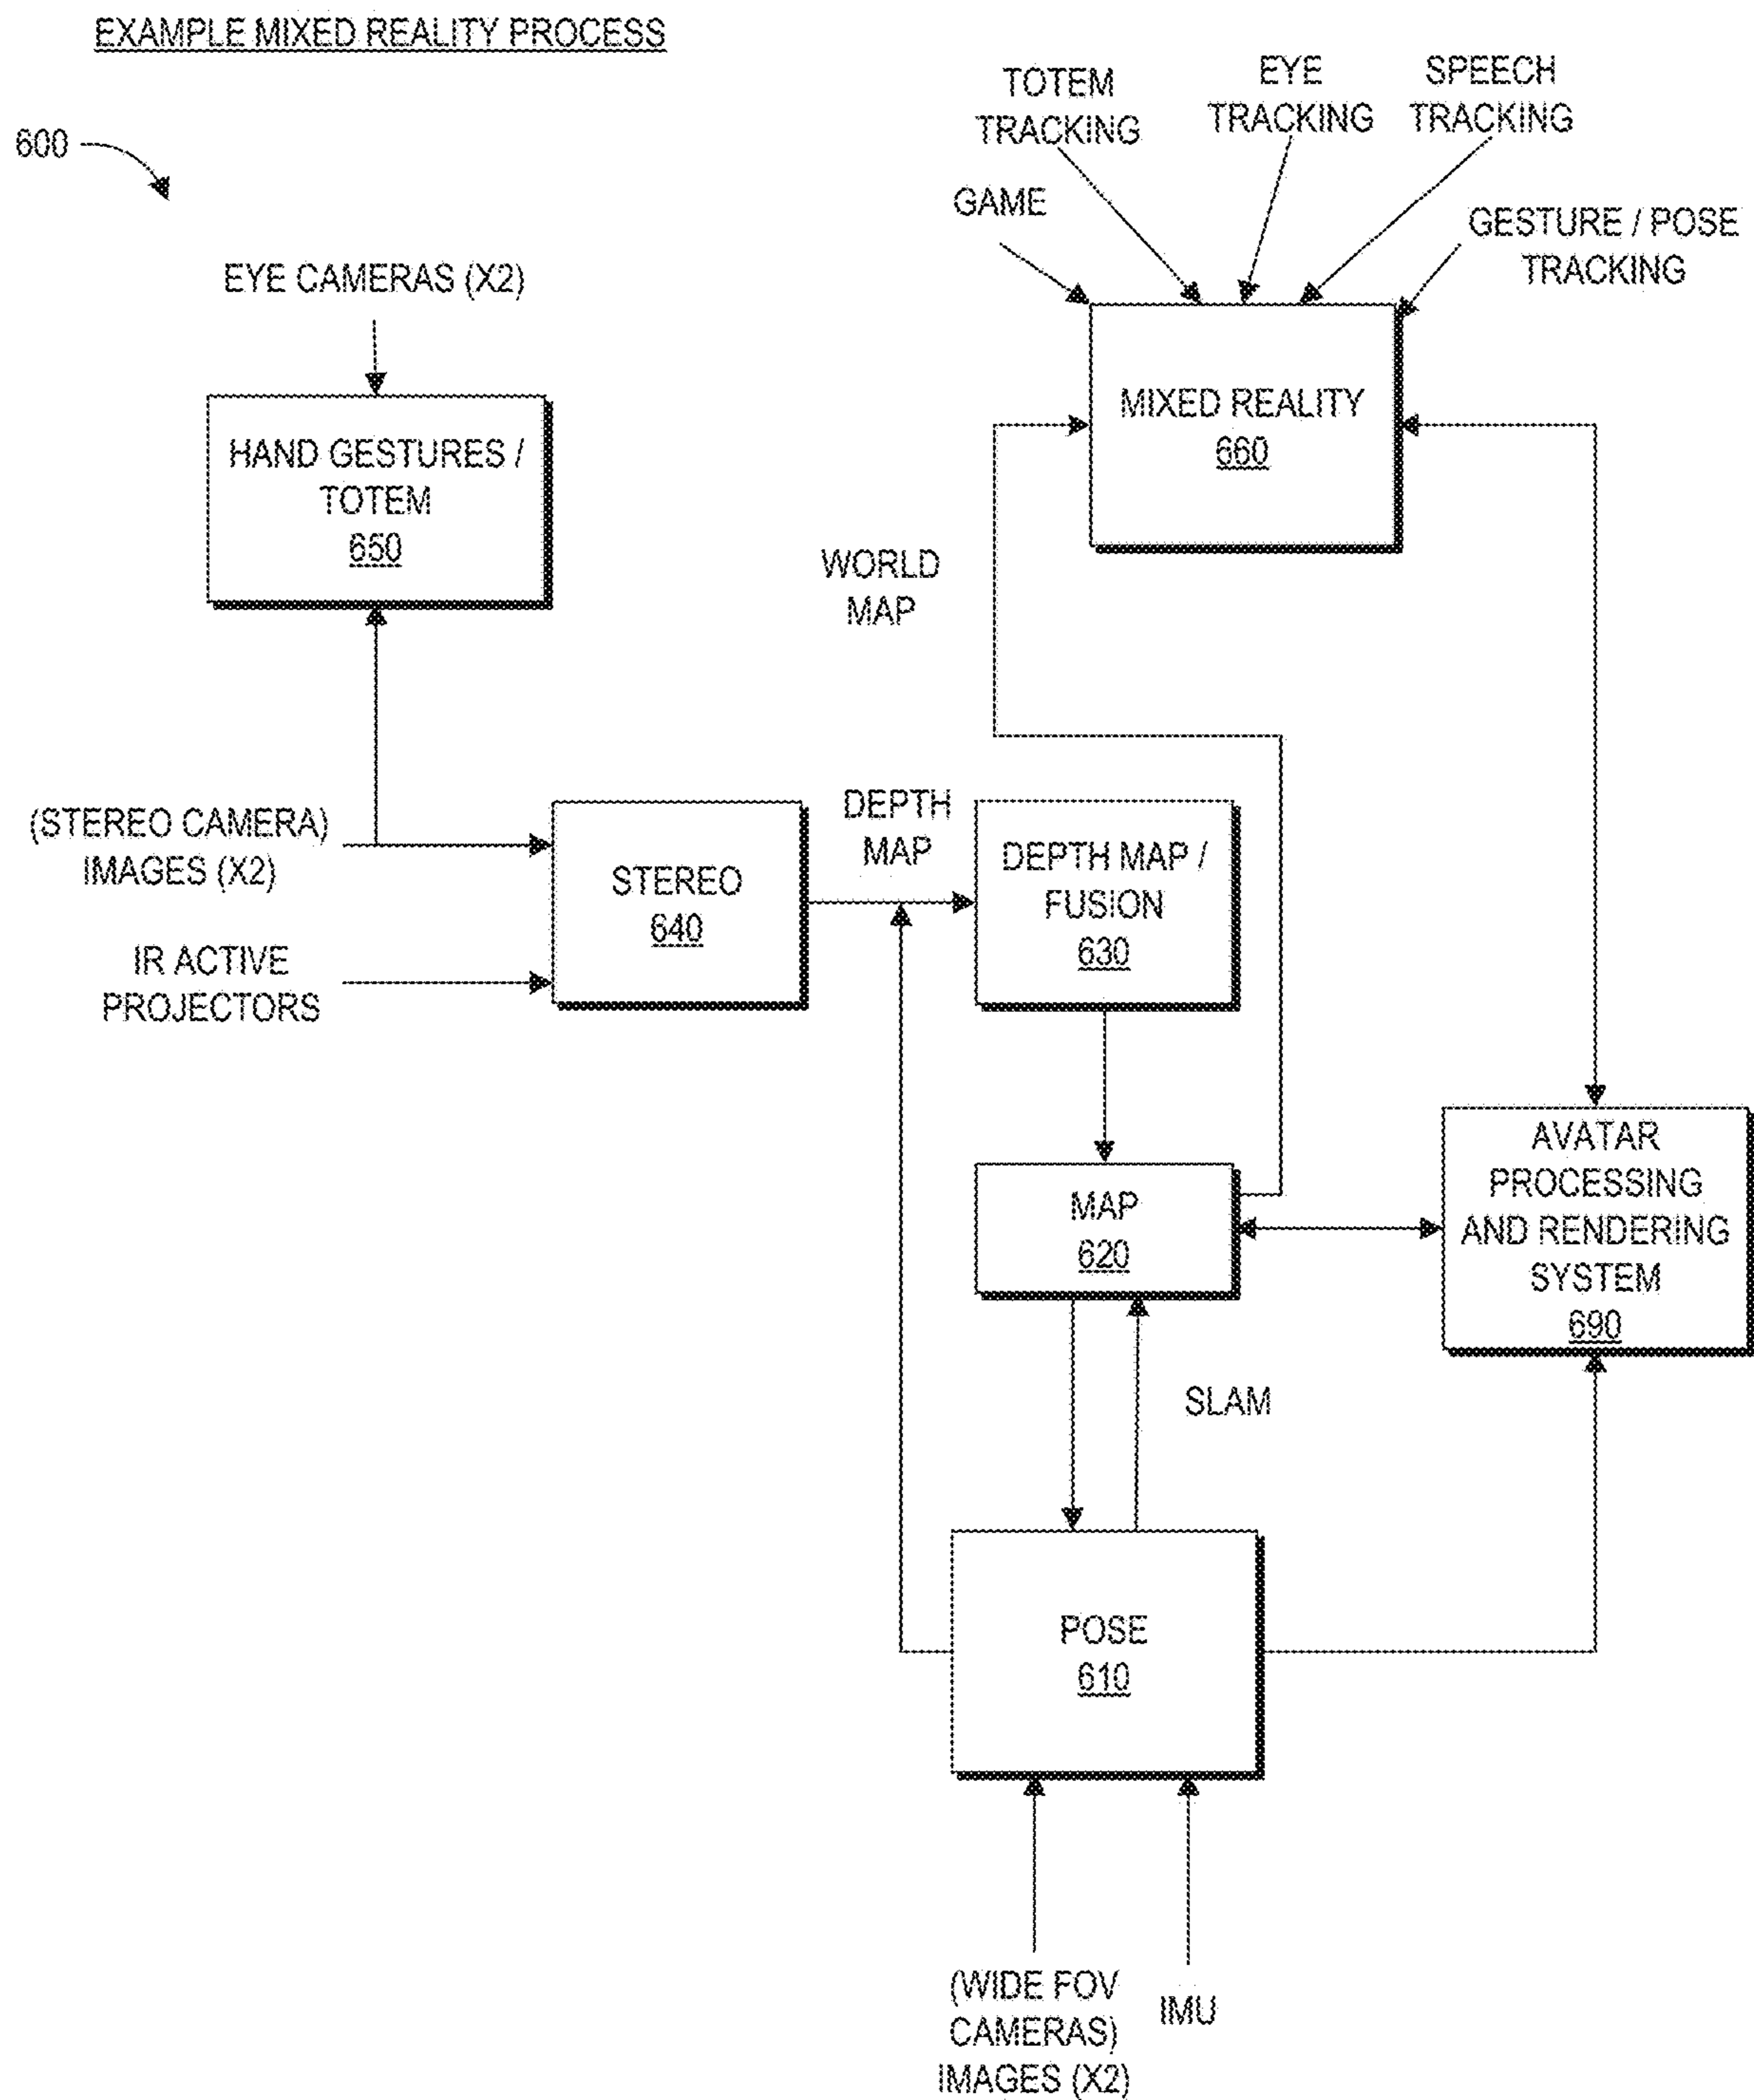 EXAMPLE MIXED REALITY PROCESS
600
EYE CAMERAS (X2)
HAND GESTURES /
TOTEM
650
TOTEM
TRACKING
EYE
TRACKING
SPEECH
TRACKING
GAME
GESTURE / POSE
TRACKING
MIXED REALITY
660
WORLD
MAP
(STEREO CAMERA)
IMAGES (X2)
IR ACTIVE
PROJECTORS
STEREO
640
DEPTH
MAP
DEPTH MAP /
FUSION
630
MAP
620
AVATAR
PROCESSING
AND RENDERING
SYSTEM
690
SLAM
POSE
610
(WIDE FOV
CAMERAS)
IMAGES (X2)
IMU